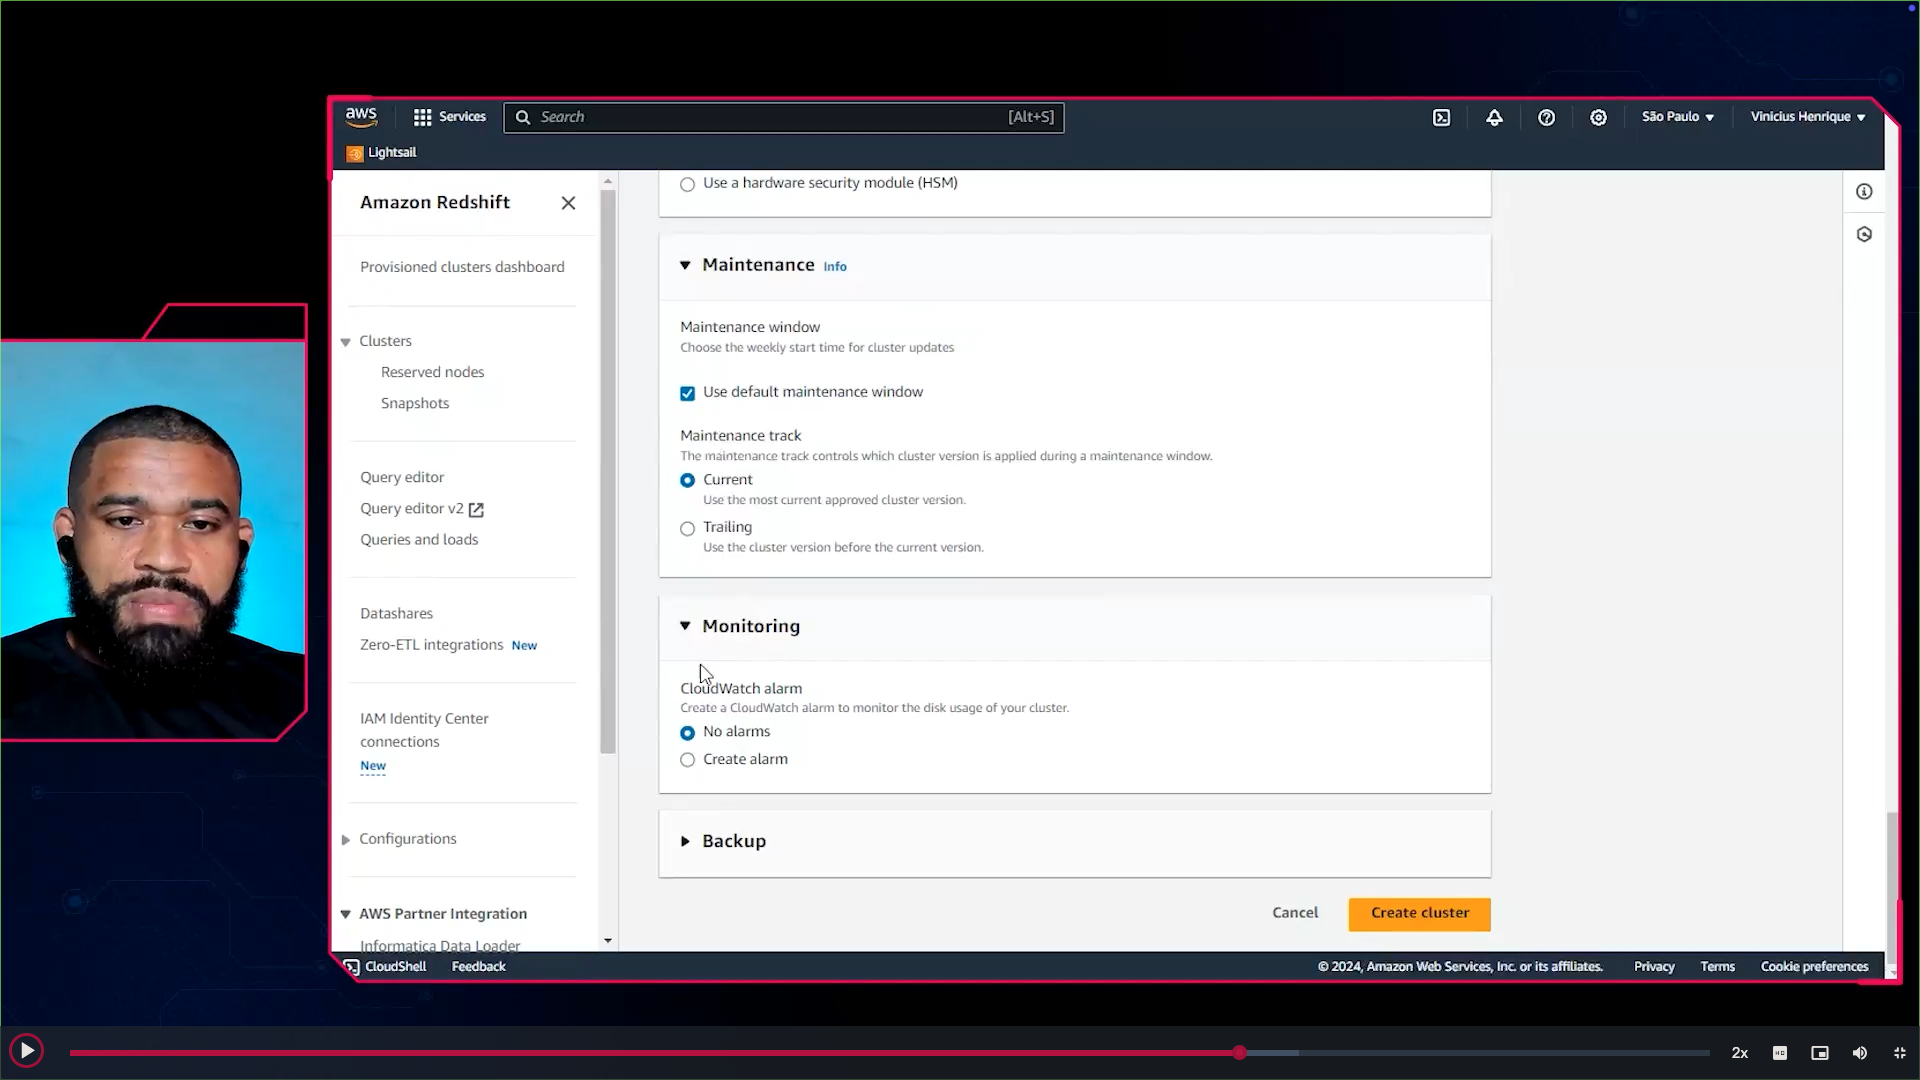 aws
Services
Search
[Alt+S]
São Paulo
Vinicius Henrique
Lightsail
Amazon Redshift
Provisioned clusters dashboard
Clusters
Reserved nodes
Snapshots
Query editor
Query editor v2
Queries and loads
Datashares
Zero-ETL integrations New
IAM Identity Center
connections
New
Configurations
AWS Partner Integration
Informatica Data Loader
Use a hardware security module (HSM)
Maintenance Info
Maintenance window
Choose the weekly start time for cluster updates
Use default maintenance window
Maintenance track
The maintenance track controls which cluster version is applied during a maintenance window.
Current
Use the most current approved cluster version.
Trailing
Use the cluster version before the current version.
Monitoring
CloudWatch alarm
Create a CloudWatch alarm to monitor the disk usage of your cluster.
No alarms
Create alarm
Backup
Cancel
Create cluster
CloudShell
Feedback
© 2024, Amazon Web Services, Inc. or its affiliates.
Privacy
Terms
Cookie preferences
2x
HD